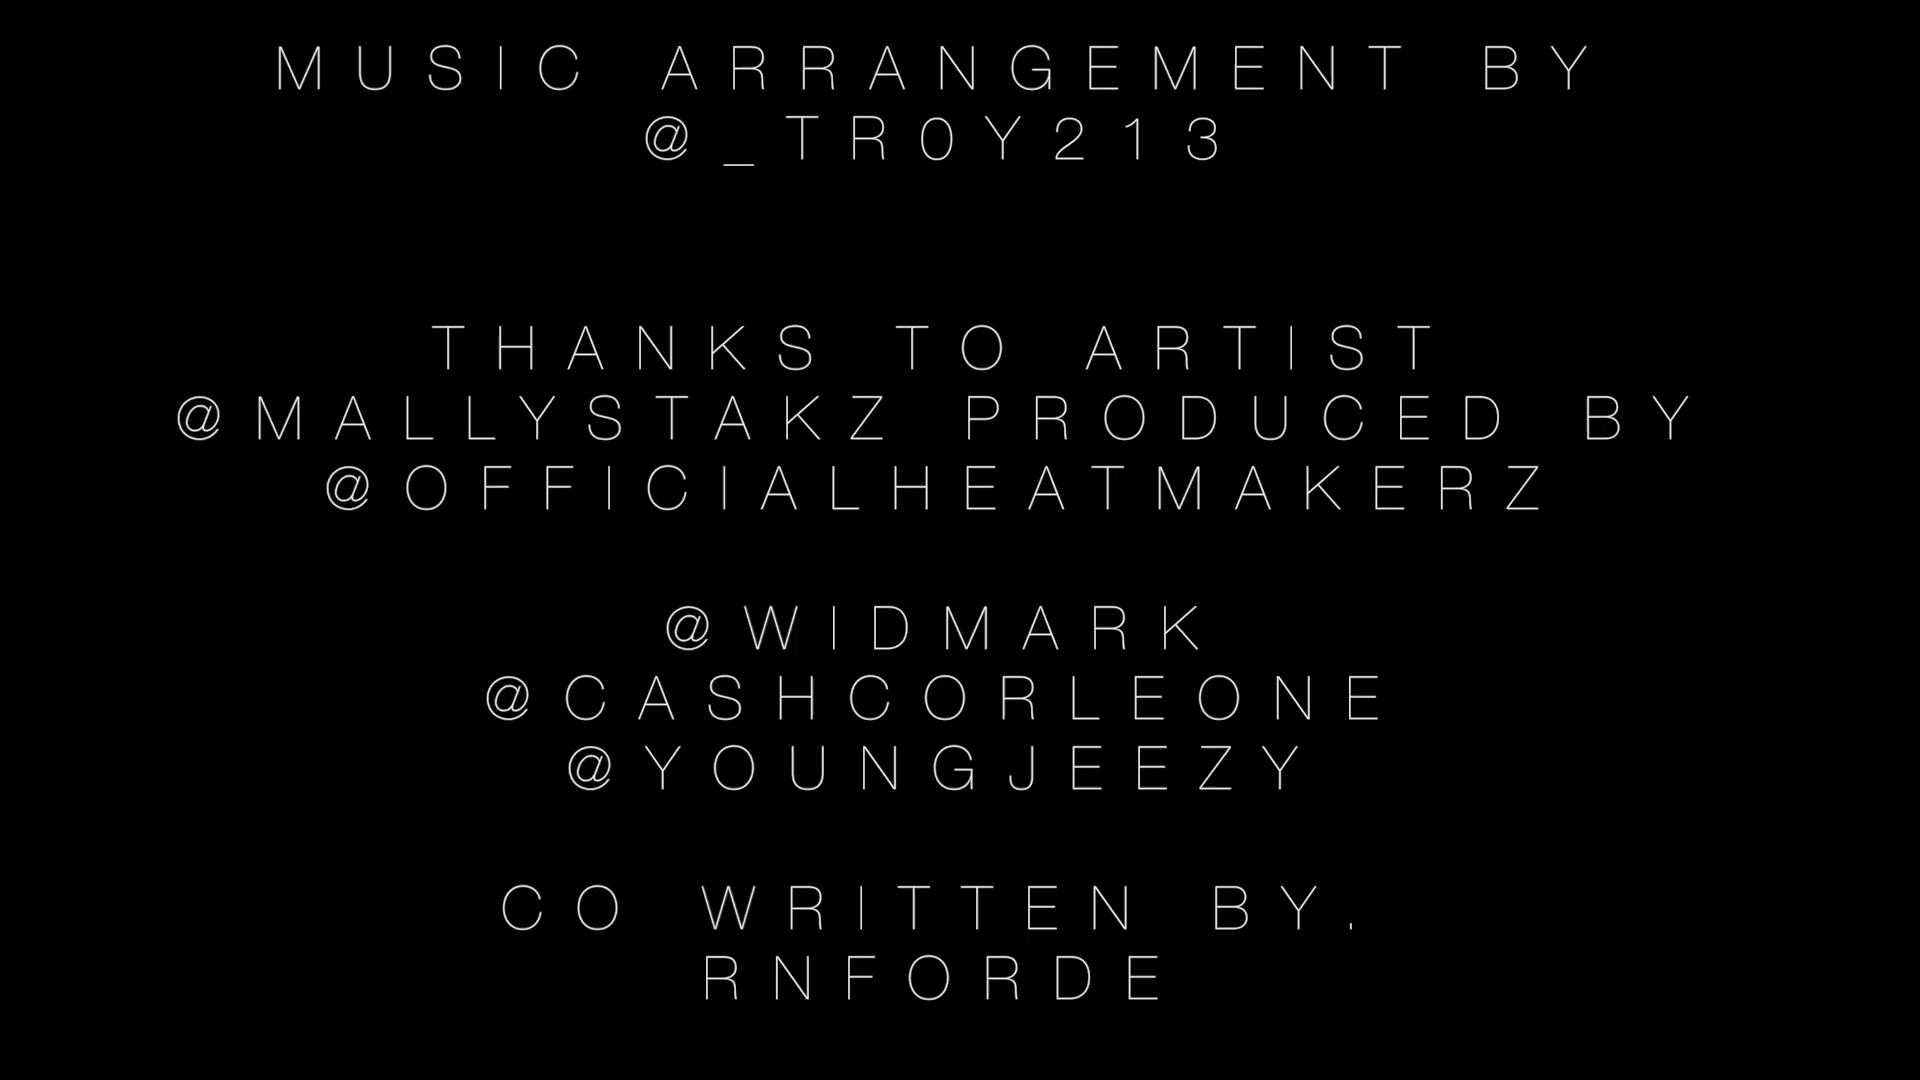 MUSIC ARRANGEMENT BY
@_TR0Y213
THANKS TO ARTIST
@MALLYSTAKZ PRODUCED BY
@OFFICIALHEATMAKERZ
@WIDMARK
@CASHCORLEONE
@YOUNGJEEZY
CO WRITTEN BY.
RNFORDE